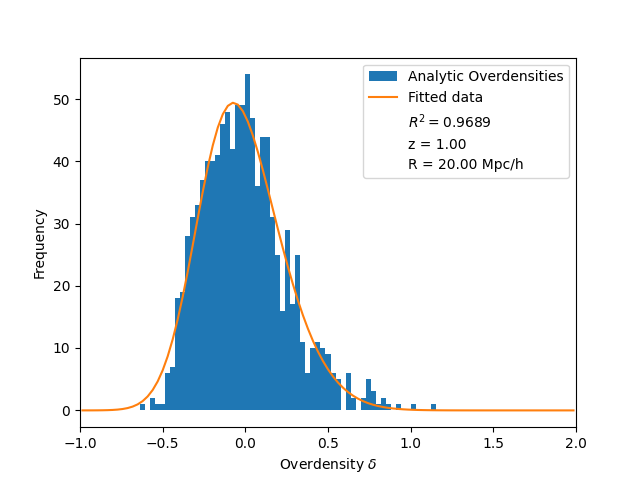 Analytic Overdensities
Fitted data
R² = 0.9689
z = 1.00
R = 20.00 Mpc/h
Frequency
50
40
30
20
10
0
−1.0 −0.5 0.0 0.5 1.0 1.5 2.0
Overdensity δ